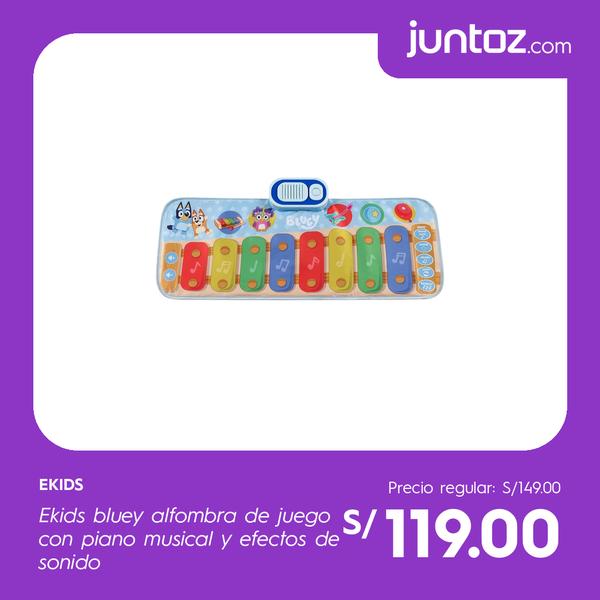 juntoz.com
BLUEY
EKIDS
Precio regular: S/149.00
Ekids bluey alfombra de juego
con piano musical y efectos de
sonido
S/119.00